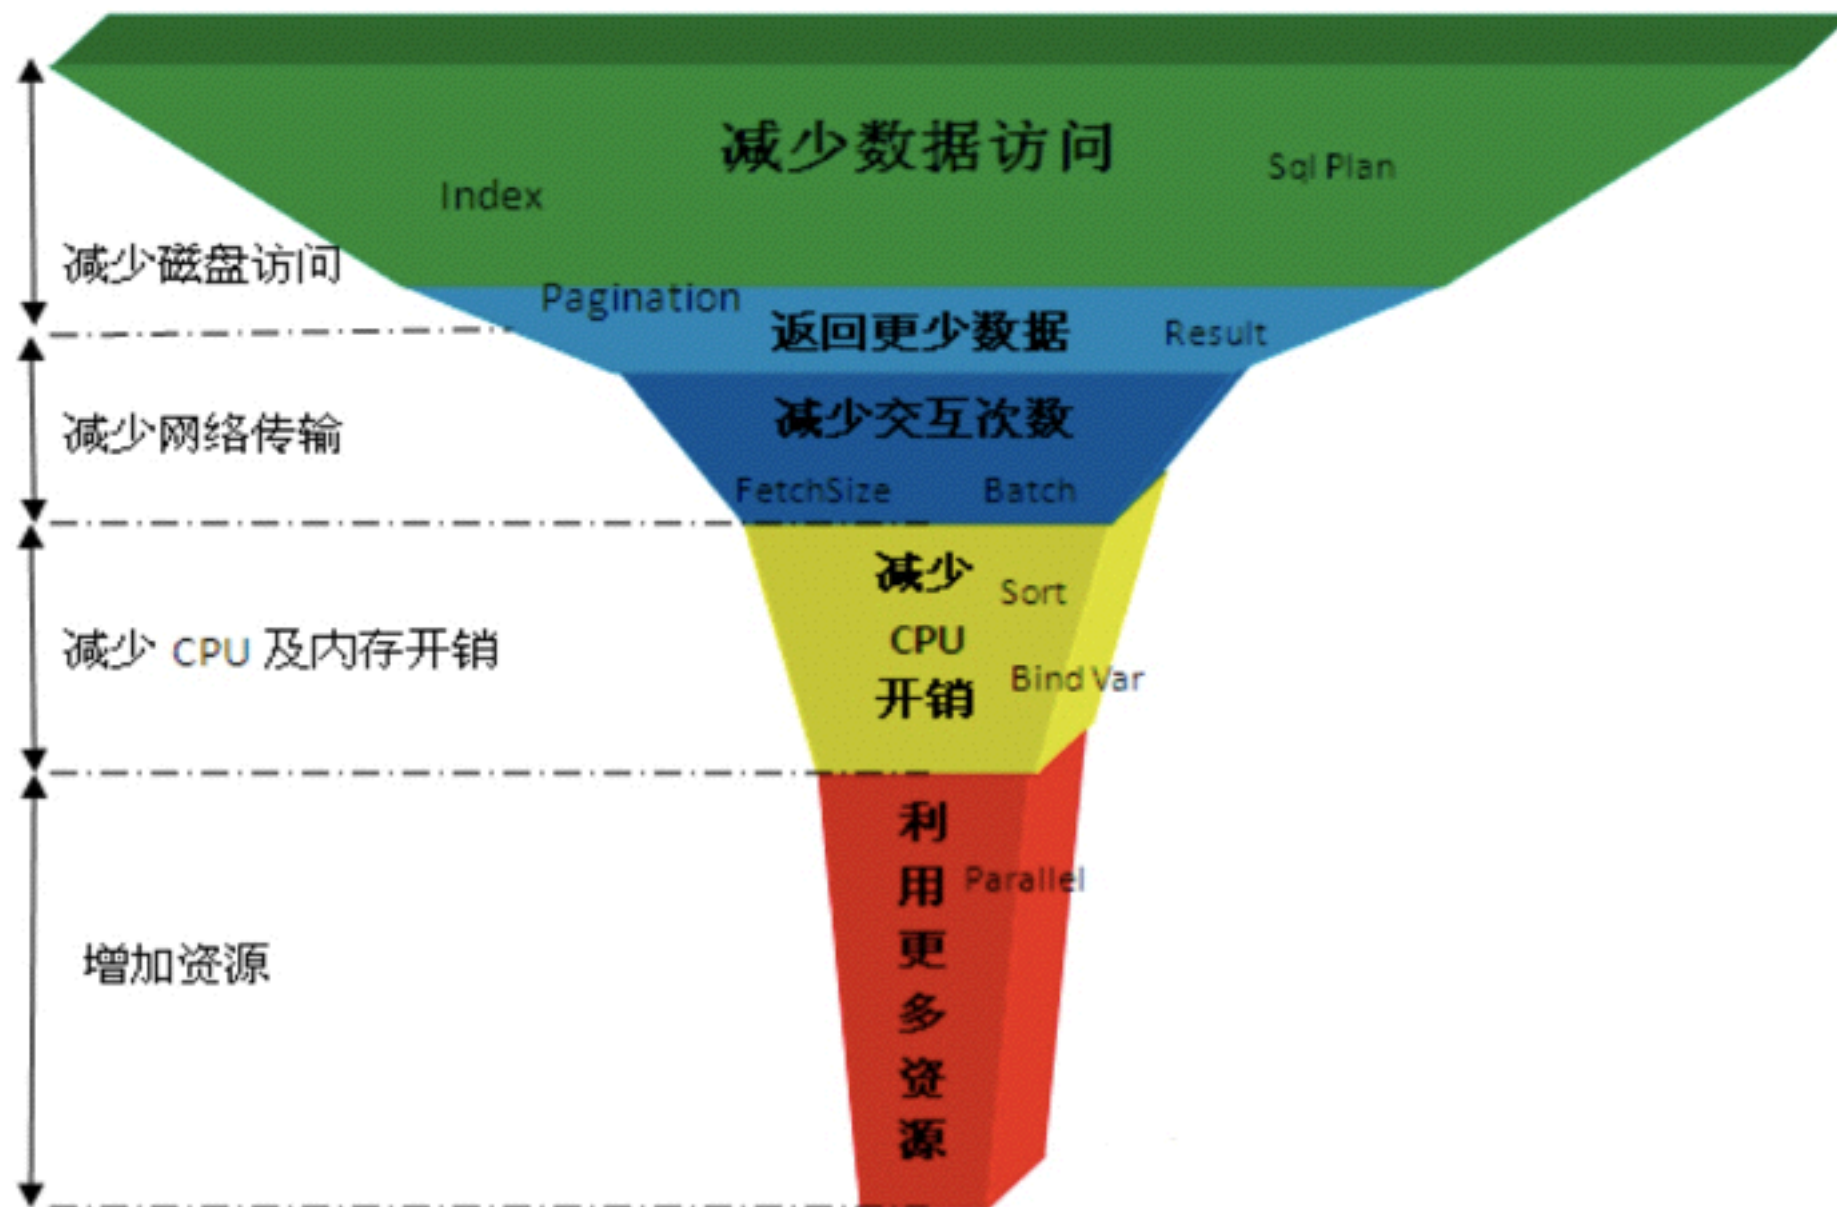 减少数据访问
Sql Plan
Index
减少磁盘访问
Pagination
返回更少数据
Result
减少交互次数
减少网络传输
FetchSize
Batch
减少
Sort
CPU
减少 CPU 及内存开销
Bind Var
开销
利
用
Parallel
更
增加资源
多
资
源